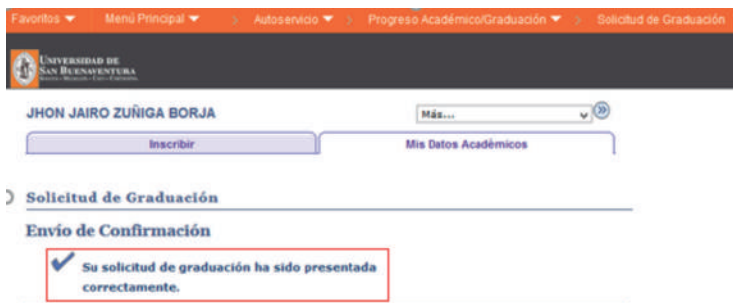 Favoritos Menú Principal > Autoservicio > Progreso Académico/Graduación > Solicitud de Graduación
UNIVERSIDAD DE
SAN BUENAVENTURA
JHON JAIRO ZUÑIGA BORJA Más...
Inscribir Mis Datos Académicos
Solicitud de Graduación
Envío de Confirmación
Su solicitud de graduación ha sido presentada
correctamente.